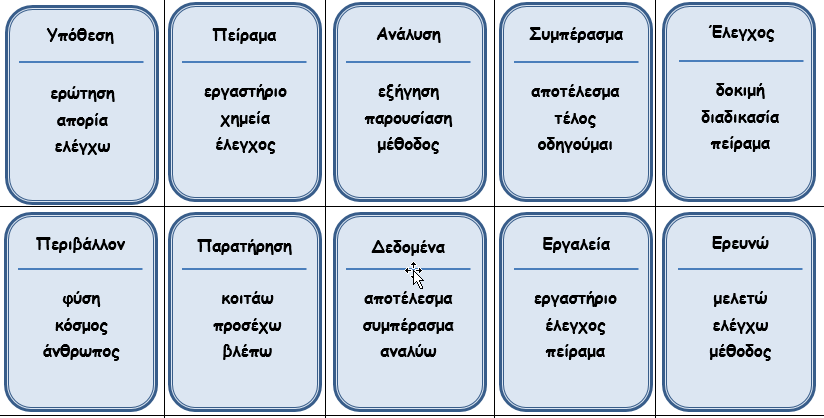 Υπόθεση
ερώτηση
απορία
ελέγχω
Πείραμα
εργαστήριο
χημεία
έλεγχος
Ανάλυση
εξήγηση
παρουσίαση
μέθοδος
Συμπέρασμα
αποτέλεσμα
τέλος
οδηγούμαι
Έλεγχος
δοκιμή
διαδικασία
πείραμα
Περιβάλλον
φύση
κόσμος
άνθρωπος
Παρατήρηση
κοιτάω
προσέχω
βλέπω
Δεδομένα
αποτέλεσμα
συμπέρασμα
αναλύω
Εργαλεία
εργαστήριο
έλεγχος
πείραμα
Ερευνώ
μελετώ
ελέγχω
μέθοδος